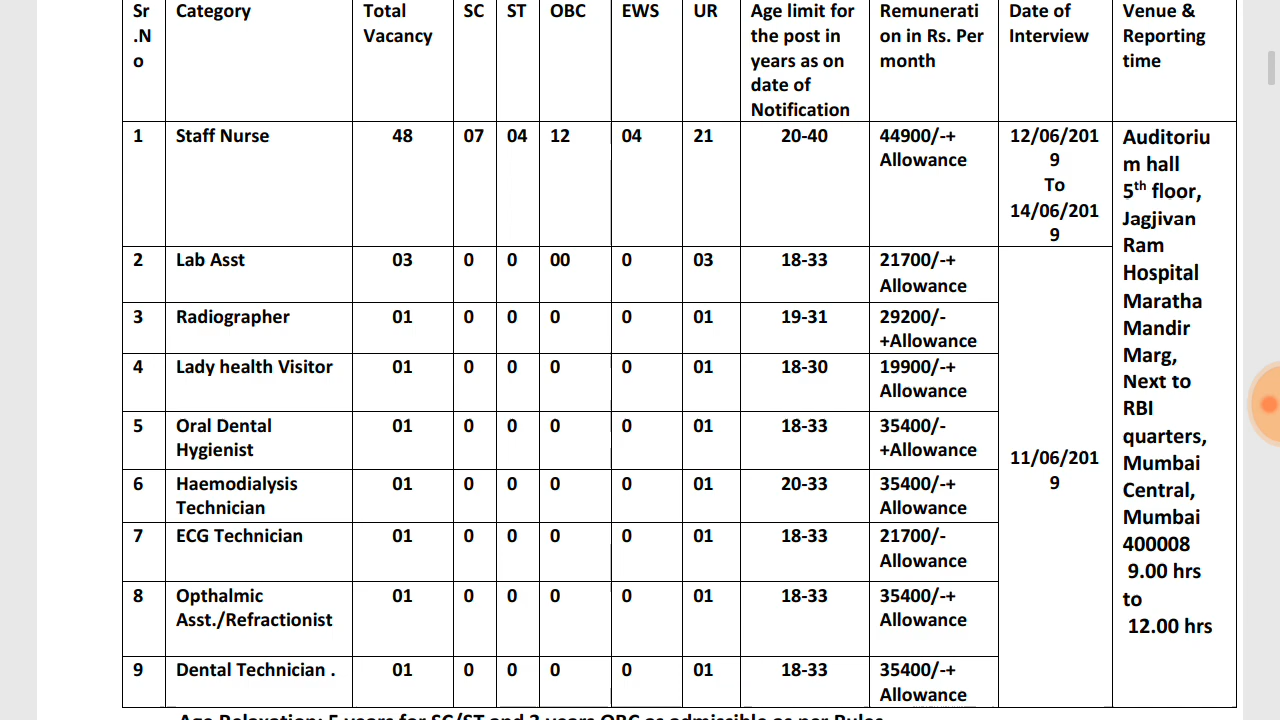 Sr
.N
o
Category
Total
Vacancy
SC
ST
OBC
EWS
UR
Age limit for
the post in
years as on
date of
Notification
Remunerati
on in Rs. Per
month
Date of
Interview
Venue &
Reporting
time
1
Staff Nurse
48
07
04
12
04
21
20-40
44900/-+
Allowance
12/06/201
9
To
14/06/201
9
Auditoriu
m hall
5th floor,
Jagjivan
Ram
Hospital
Maratha
Mandir
Marg,
Next to
RBI
quarters,
Mumbai
Central,
Mumbai
400008
9.00 hrs
to
12.00 hrs
2
Lab Asst
03
0
0
00
0
03
18-33
21700/-+
Allowance
11/06/201
9
3
Radiographer
01
0
0
0
0
01
19-31
29200/-
+Allowance
4
Lady health Visitor
01
0
0
0
0
01
18-30
19900/-+
Allowance
5
Oral Dental
Hygienist
01
0
0
0
0
01
18-33
35400/-
+Allowance
6
Haemodialysis
Technician
01
0
0
0
0
01
20-33
35400/-+
Allowance
7
ECG Technician
01
0
0
0
0
01
18-33
21700/-
Allowance
8
Opthalmic
Asst./Refractionist
01
0
0
0
0
01
18-33
35400/-+
Allowance
9
Dental Technician .
01
0
0
0
0
01
18-33
35400/-+
Allowance
Age Relaxation: 5 years for SC/ST and 3 years OBC as admissible as per Rules